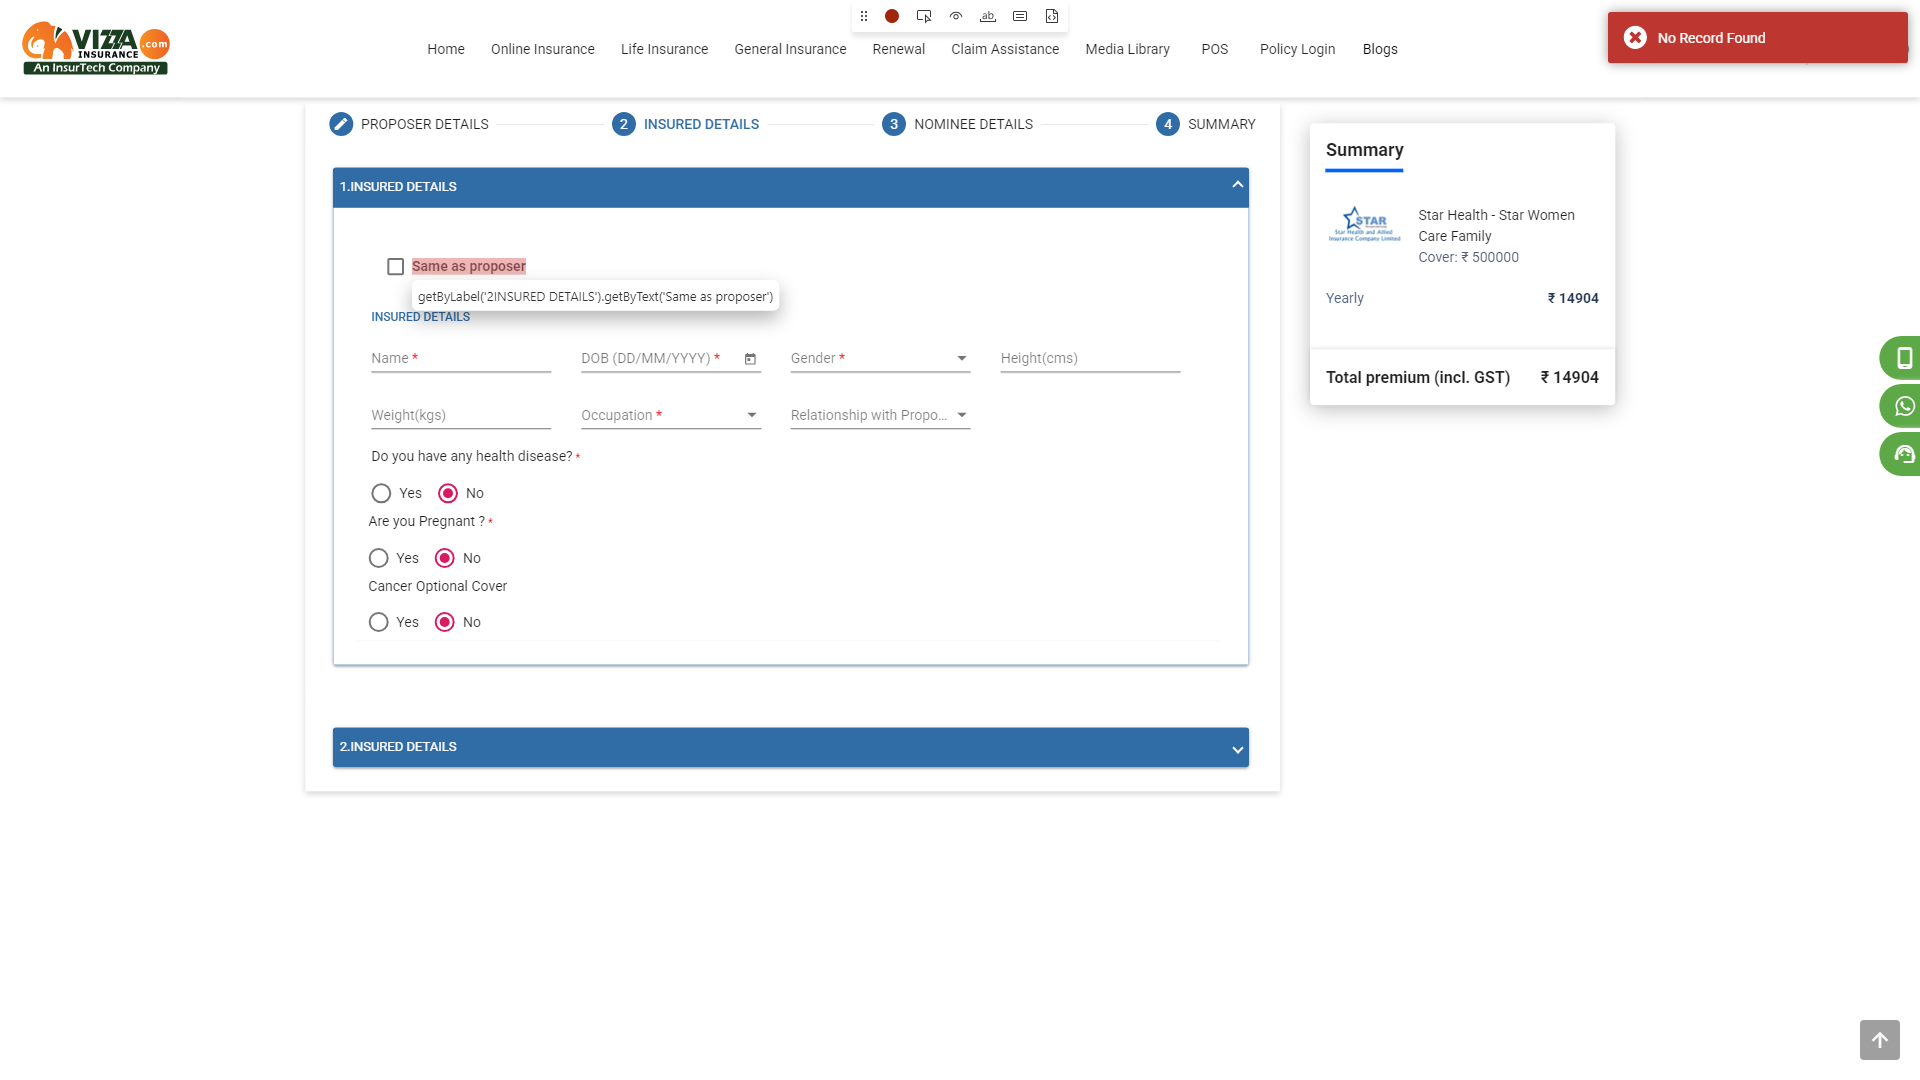 VIZZA
.com
INSURANCE
An InsurTech Company
Home
Online Insurance
Life Insurance
General Insurance
Renewal
Claim Assistance
Media Library
POS
Policy Login
Blogs
ab
No Record Found
PROPOSER DETAILS
2
INSURED DETAILS
3
NOMINEE DETAILS
4
SUMMARY
1.INSURED DETAILS
Same as proposer
getByLabel('2INSURED DETAILS').getByText('Same as proposer')
INSURED DETAILS
Name *
DOB (DD/MM/YYYY) *
Gender *
Height(cms)
Weight(kgs)
Occupation *
Relationship with Propo...
Do you have any health disease? *
Yes
No
Are you Pregnant ? *
Yes
No
Cancer Optional Cover
Yes
No
2.INSURED DETAILS
Summary
STAR
Star Health and Allied
Insurance Company Limited
Star Health - Star Women
Care Family
Cover: ₹ 500000
Yearly
₹ 14904
Total premium (incl. GST)
₹ 14904